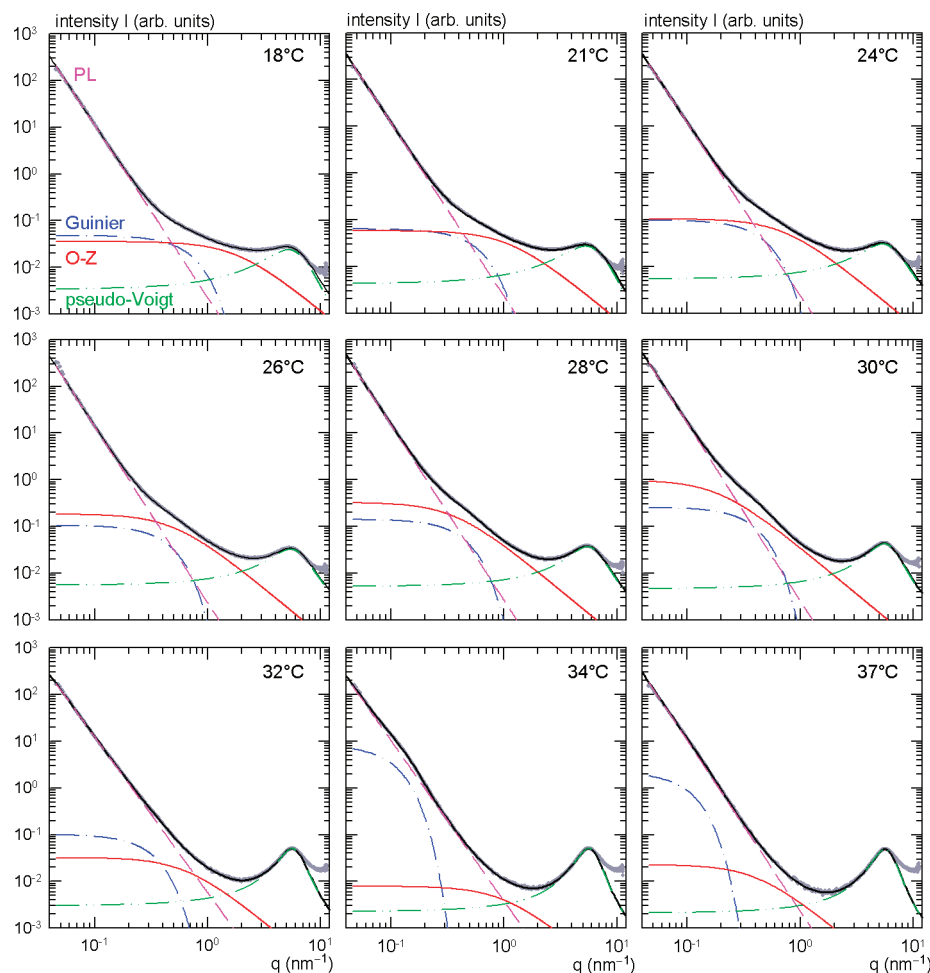 intensity I (arb. units) intensity I (arb. units) intensity I (arb. units)
10³ 18°C 21°C 24°C
PL
10²
10¹
10⁰
10⁻¹
Guinier
O-Z
10⁻²
pseudo-Voigt
10⁻³
10³ 26°C 28°C 30°C
10²
10¹
10⁰
10⁻¹
10⁻²
10⁻³
10³ 32°C 34°C 37°C
10²
10¹
10⁰
10⁻¹
10⁻²
10⁻³
10⁻¹ 10⁰ 10¹ 10⁻¹ 10⁰ 10¹ 10⁻¹ 10⁰ 10¹
q (nm⁻¹) q (nm⁻¹) q (nm⁻¹)